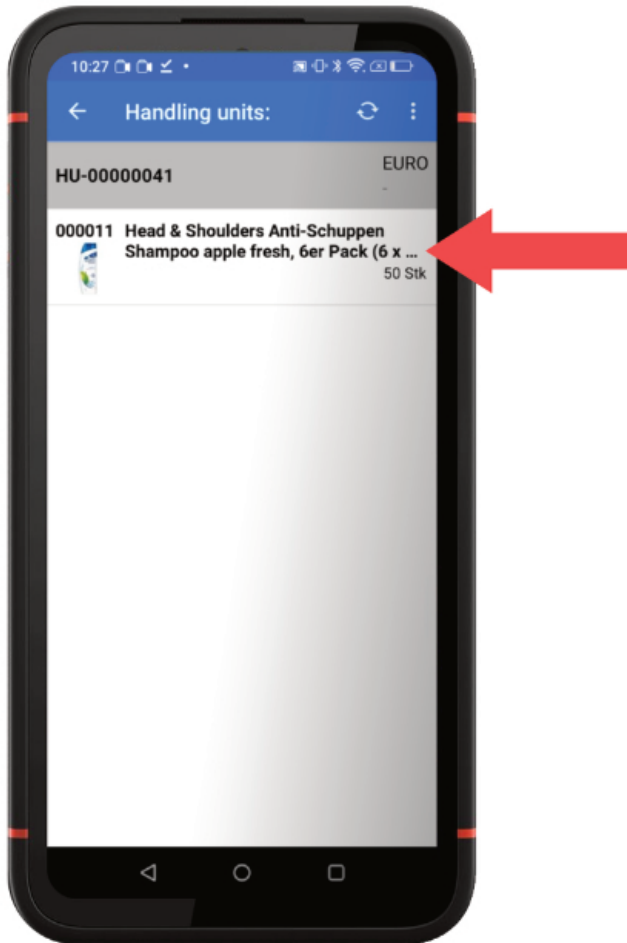 10:27
Handling units:
HU-00000041
EURO
-
000011 Head & Shoulders Anti-Schuppen
Shampoo apple fresh, 6er Pack (6 x ...
50 Stk